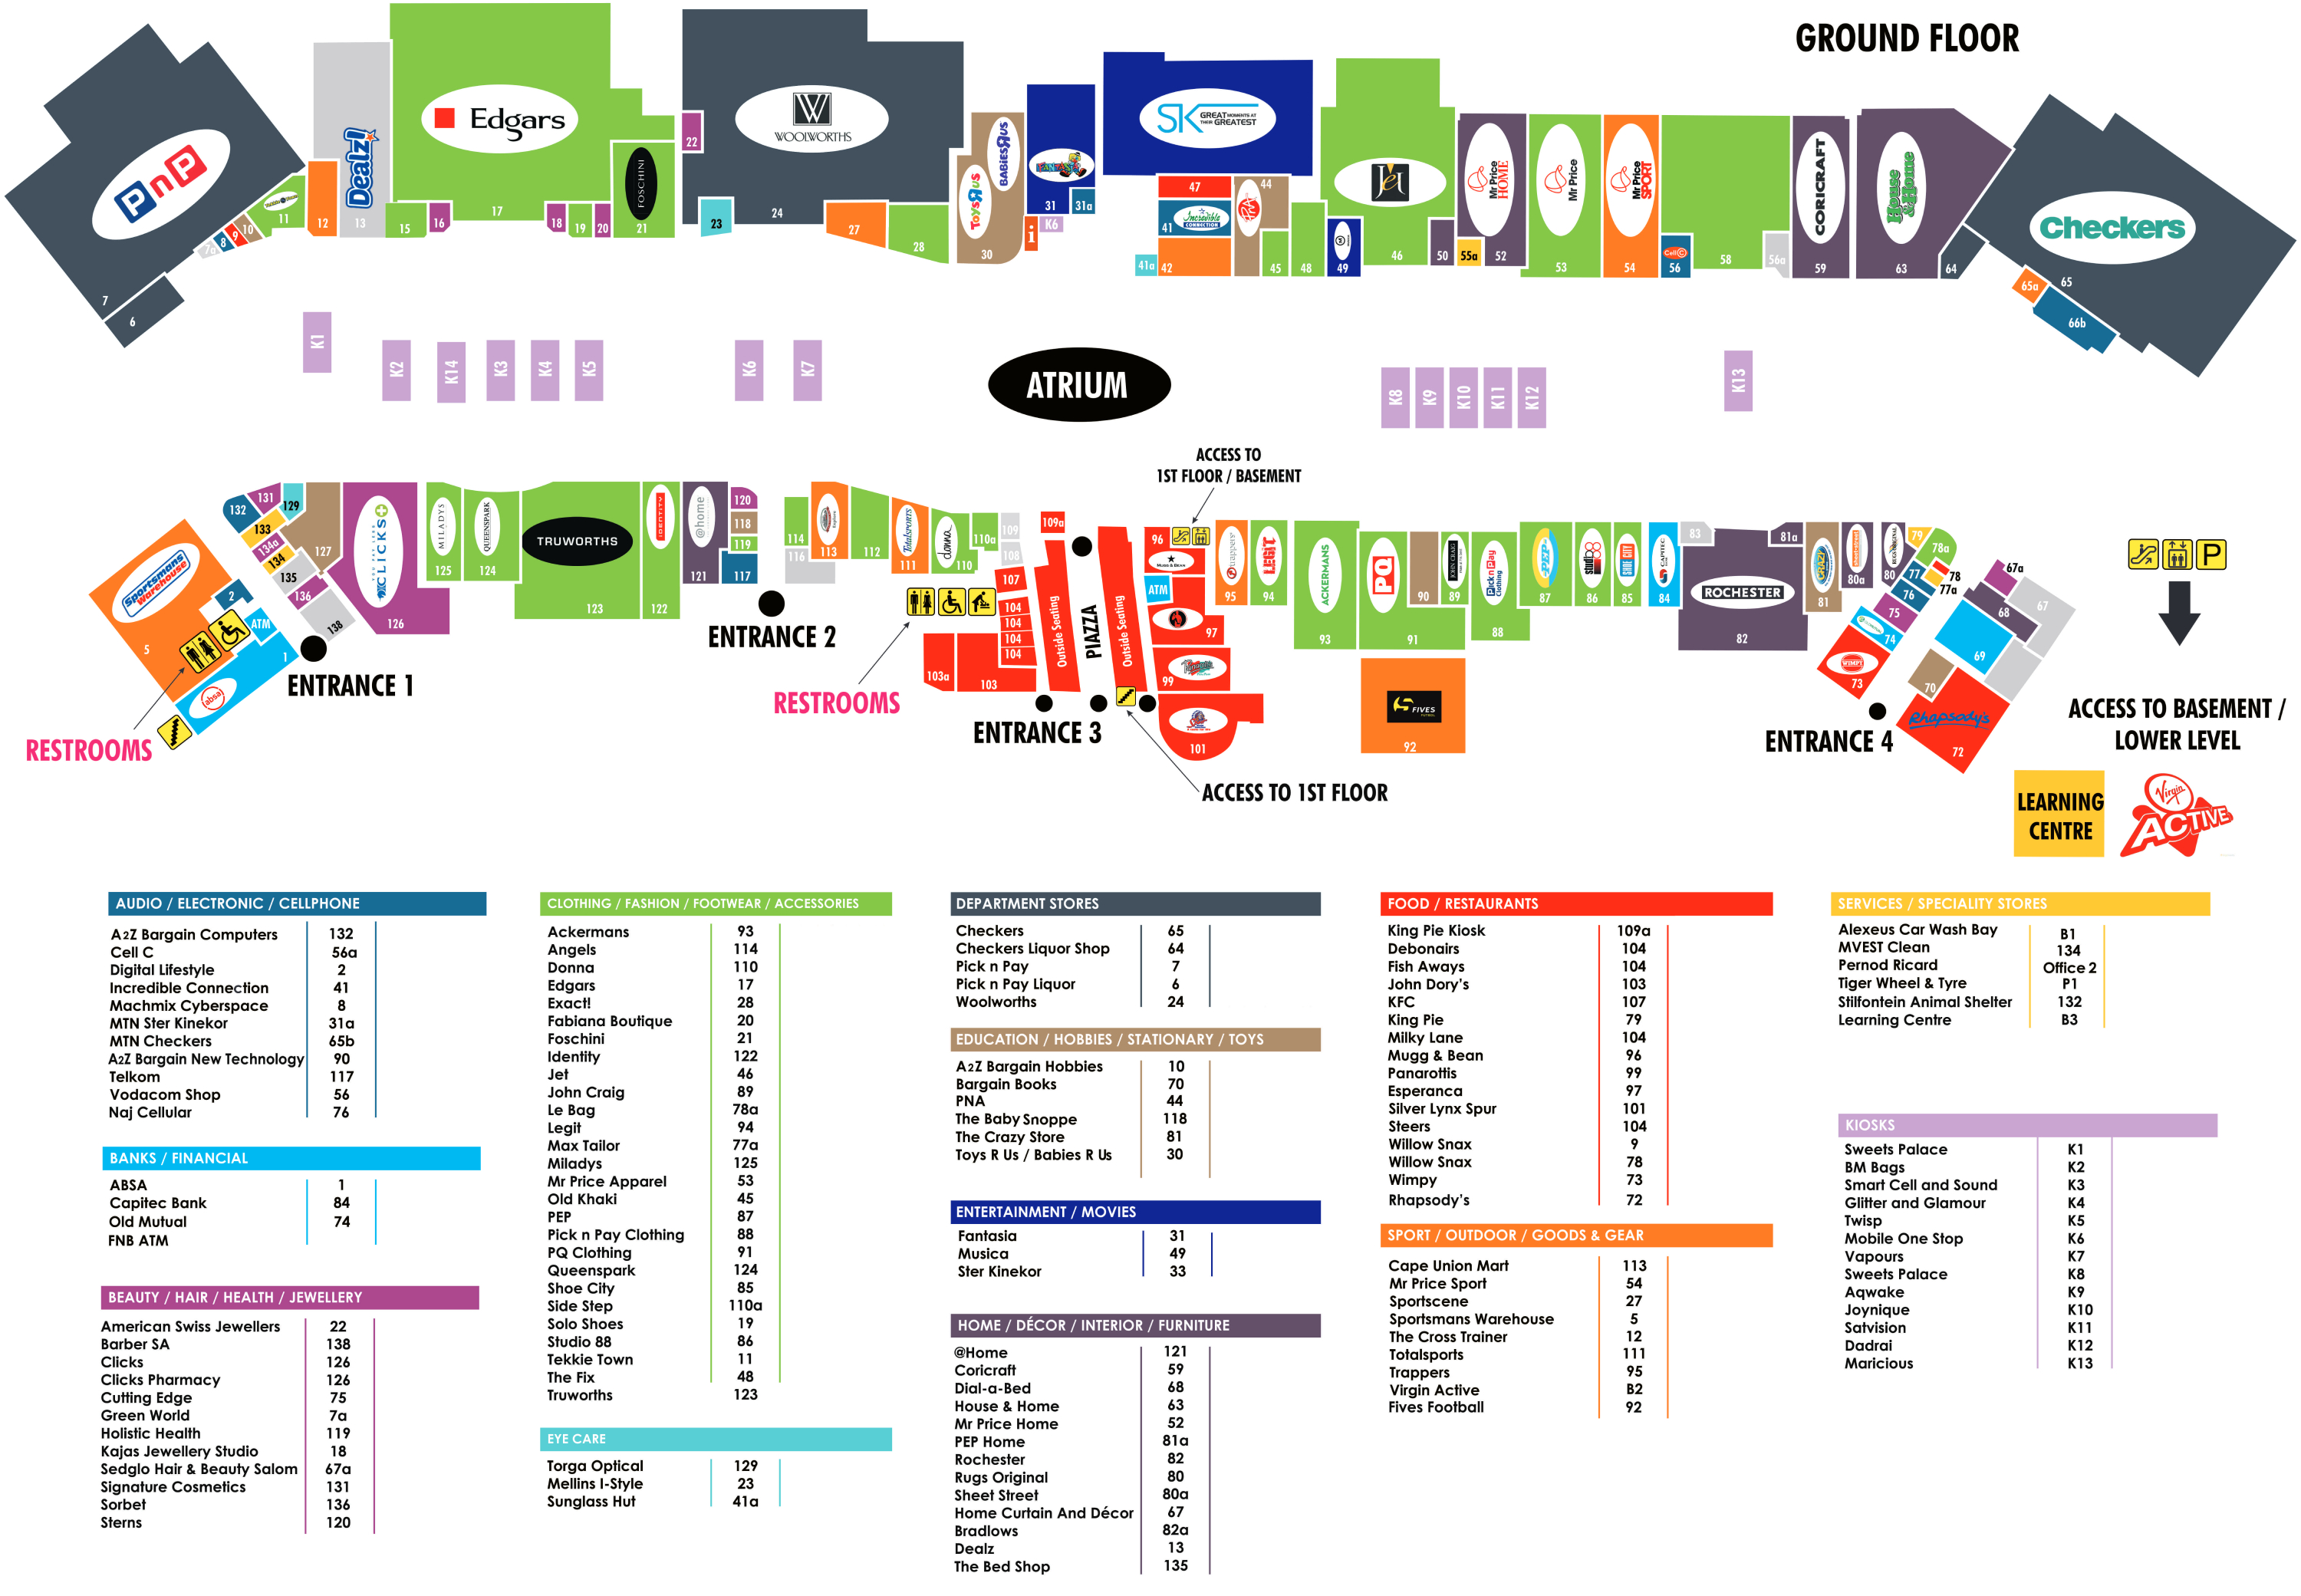 GROUND FLOOR
PnP
Dealz!
Edgars
FOSCHINI
W
WOOLWORTHS
TOYS R US
BABIES R US
FANTASIA
SK GREAT MOMENTS AT THEIR GREATEST
Incredible CONNECTION
PNA
Jet
Mr Price HOME
Mr Price
Mr Price SPORT
Cell C
CORICRAFT
House & Home
Checkers
7
6
7a
8
9
10
11
12
13
15
16
17
18
19
20
21
22
23
24
27
28
30
31
31a
i
K6
47
41
41a
42
44
45
48
49
46
50
55a
52
53
54
56
58
56a
59
63
64
65
65a
66b
K1
K2
K14
K3
K4
K5
K6
K7
ATRIUM
K8
K9
K10
K11
K12
K13
ACCESS TO
1ST FLOOR / BASEMENT
Sportsmans Warehouse
5
132
131
129
133
134a
134
135
136
138
127
2
ATM
absa
1
CLICKS
126
MILADYS
125
QUEENSPARK
124
TRUWORTHS
123
IDENTITY
122
@home
121
120
118
119
117
114
116
113
112
TOTALSPORTS
111
donna
110
110a
109
108
107
104
104
104
104
103a
103
109a
Outside Seating
PIAZZA
Outside Seating
96
MUGG & BEAN
ATM
97
99
101
Trappers
95
LEGiT
94
ACKERMANS
93
PQ
91
90
JOHN CRAIG
89
Pick n Pay Clothing
88
PEP
87
studio 88
86
SHOE CITY
85
CAPITEC
84
83
ROCHESTER
82
81a
CRAZY
81
sheet street
80a
RUGS ORIGINAL
80
79
78a
78
77a
77
76
75
74
WIMPY
73
67a
67
68
69
70
Rhapsody's
72
FIVES
FUTBOL
92
P
RESTROOMS
ENTRANCE 1
ENTRANCE 2
RESTROOMS
ENTRANCE 3
ACCESS TO 1ST FLOOR
ENTRANCE 4
ACCESS TO BASEMENT /
LOWER LEVEL
LEARNING
CENTRE
Virgin
ACTIVE
AUDIO / ELECTRONIC / CELLPHONE
A2Z Bargain Computers 132
Cell C 56a
Digital Lifestyle 2
Incredible Connection 41
Machmix Cyberspace 8
MTN Ster Kinekor 31a
MTN Checkers 65b
A2Z Bargain New Technology 90
Telkom 117
Vodacom Shop 56
Naj Cellular 76
BANKS / FINANCIAL
ABSA 1
Capitec Bank 84
Old Mutual 74
FNB ATM
BEAUTY / HAIR / HEALTH / JEWELLERY
American Swiss Jewellers 22
Barber SA 138
Clicks 126
Clicks Pharmacy 126
Cutting Edge 75
Green World 7a
Holistic Health 119
Kajas Jewellery Studio 18
Sedglo Hair & Beauty Salom 67a
Signature Cosmetics 131
Sorbet 136
Sterns 120
CLOTHING / FASHION / FOOTWEAR / ACCESSORIES
Ackermans 93
Angels 114
Donna 110
Edgars 17
Exact! 28
Fabiana Boutique 20
Foschini 21
Identity 122
Jet 46
John Craig 89
Le Bag 78a
Legit 94
Max Tailor 77a
Miladys 125
Mr Price Apparel 53
Old Khaki 45
PEP 87
Pick n Pay Clothing 88
PQ Clothing 91
Queenspark 124
Shoe City 85
Side Step 110a
Solo Shoes 19
Studio 88 86
Tekkie Town 11
The Fix 48
Truworths 123
EYE CARE
Torga Optical 129
Mellins I-Style 23
Sunglass Hut 41a
DEPARTMENT STORES
Checkers 65
Checkers Liquor Shop 64
Pick n Pay 7
Pick n Pay Liquor 6
Woolworths 24
EDUCATION / HOBBIES / STATIONARY / TOYS
A2Z Bargain Hobbies 10
Bargain Books 70
PNA 44
The Baby Snoppe 118
The Crazy Store 81
Toys R Us / Babies R Us 30
ENTERTAINMENT / MOVIES
Fantasia 31
Musica 49
Ster Kinekor 33
HOME / DÉCOR / INTERIOR / FURNITURE
@Home 121
Coricraft 59
Dial-a-Bed 68
House & Home 63
Mr Price Home 52
PEP Home 81a
Rochester 82
Rugs Original 80
Sheet Street 80a
Home Curtain And Décor 67
Bradlows 82a
Dealz 13
The Bed Shop 135
FOOD / RESTAURANTS
King Pie Kiosk 109a
Debonairs 104
Fish Aways 104
John Dory's 103
KFC 107
King Pie 79
Milky Lane 104
Mugg & Bean 96
Panarottis 99
Esperanca 97
Silver Lynx Spur 101
Steers 104
Willow Snax 9
Willow Snax 78
Wimpy 73
Rhapsody's 72
SPORT / OUTDOOR / GOODS & GEAR
Cape Union Mart 113
Mr Price Sport 54
Sportscene 27
Sportsmans Warehouse 5
The Cross Trainer 12
Totalsports 111
Trappers 95
Virgin Active B2
Fives Football 92
SERVICES / SPECIALITY STORES
Alexeus Car Wash Bay B1
MVEST Clean 134
Pernod Ricard Office 2
Tiger Wheel & Tyre P1
Stilfontein Animal Shelter 132
Learning Centre B3
KIOSKS
Sweets Palace K1
BM Bags K2
Smart Cell and Sound K3
Glitter and Glamour K4
Twisp K5
Mobile One Stop K6
Vapours K7
Sweets Palace K8
Aqwake K9
Joynique K10
Satvision K11
Dadrai K12
Maricious K13